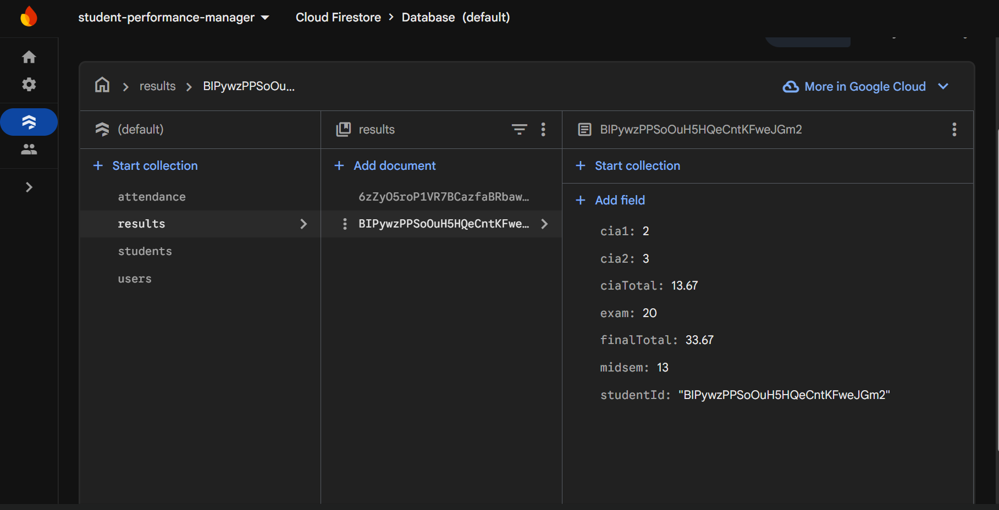 student-performance-manager
Cloud Firestore > Database (default)
results
BIPywzPPSoOu...
More in Google Cloud
(default)
results
BIPywzPPSoOuH5HQeCntKFweJGm2
+ Start collection
+ Add document
+ Start collection
attendance
results
students
users
6zZyO5roP1VR7BCazfaBRbaw…
BIPywzPPSoOuH5HQeCntKFwe…
+ Add field
cia1: 2
cia2: 3
ciaTotal: 13.67
exam: 20
finalTotal: 33.67
midsem: 13
studentId: "BIPywzPPSoOuH5HQeCntKFweJGm2"